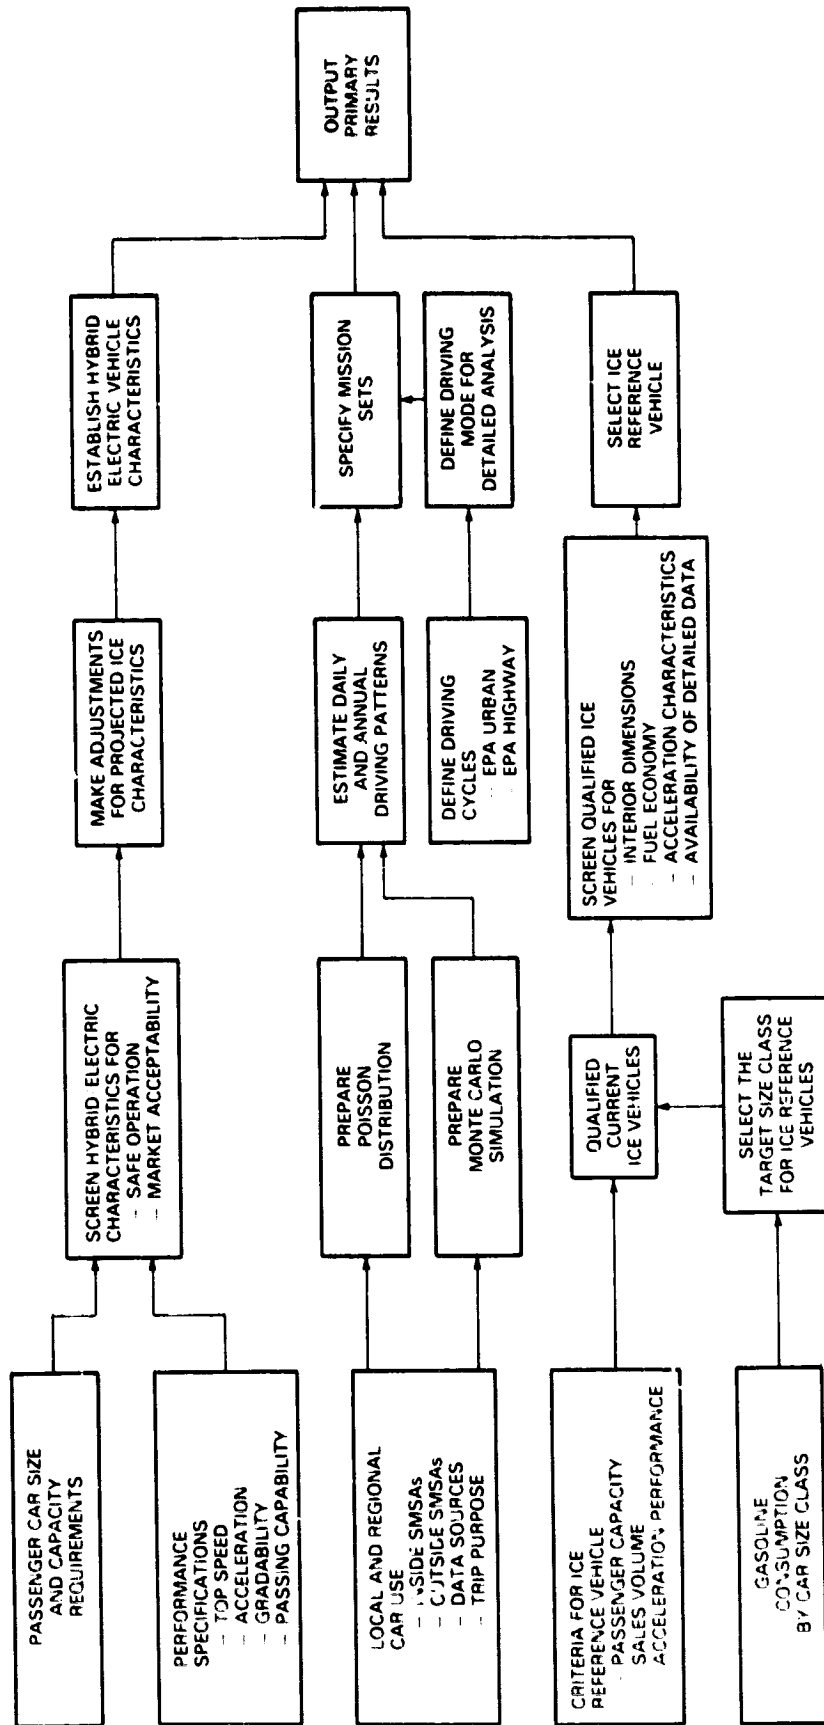 PASSENGER CAR SIZE
AND CAPACITY
REQUIREMENTS
PERFORMANCE
SPECIFICATIONS
– TOP SPEED
– ACCELERATION
– GRADABILITY
– PASSING CAPABILITY
SCREEN HYBRID ELECTRIC
CHARACTERISTICS FOR
– SAFE OPERATION
– MARKET ACCEPTABILITY
MAKE ADJUSTMENTS
FOR PROJECTED ICE
CHARACTERISTICS
ESTABLISH HYBRID
ELECTRIC VEHICLE
CHARACTERISTICS
LOCAL AND REGIONAL
CAR USE
– INSIDE SMSAs
– OUTSIDE SMSAs
– DATA SOURCES
– TRIP PURPOSE
PREPARE
POISSON
DISTRIBUTION
PREPARE
MONTE CARLO
SIMULATION
ESTIMATE DAILY
AND ANNUAL
DRIVING PATTERNS
DEFINE DRIVING
CYCLES
– EPA URBAN
– EPA HIGHWAY
SPECIFY MISSION
SETS
DEFINE DRIVING
MODE FOR
DETAILED ANALYSIS
CRITERIA FOR ICE
REFERENCE VEHICLE
– PASSENGER CAPACITY
SALES VOLUME
ACCELERATION PERFORMANCE
GASOLINE
CONSUMPTION
BY CAR SIZE CLASS
QUALIFIED
CURRENT
ICE VEHICLES
SELECT THE
TARGET SIZE CLASS
FOR ICE REFERENCE
VEHICLES
SCREEN QUALIFIED ICE
VEHICLES FOR
– INTERIOR DIMENSIONS
– FUEL ECONOMY
– ACCELERATION CHARACTERISTICS
– AVAILABILITY OF DETAILED DATA
SELECT ICE
REFERENCE
VEHICLE
OUTPUT
PRIMARY
RESULTS